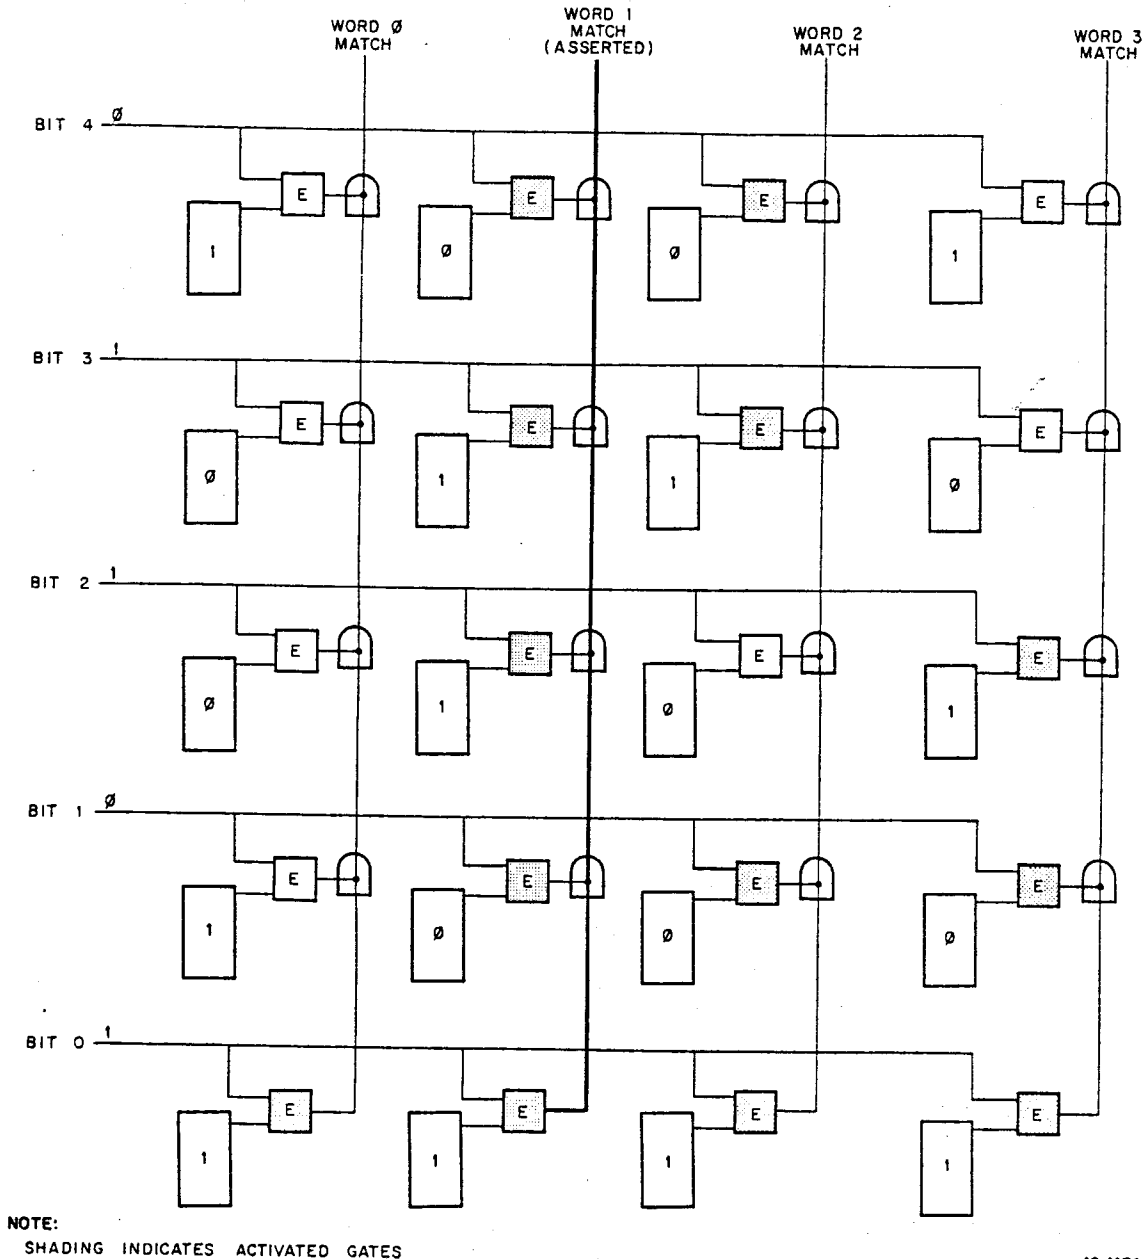 WORD Ø
MATCH
WORD 1
MATCH
(ASSERTED)
WORD 2
MATCH
WORD 3
MATCH
BIT 4 Ø
E E E E
1 Ø Ø 1
BIT 3 1
E E E E
Ø 1 1 Ø
BIT 2 1
E E E E
Ø 1 Ø 1
BIT 1 Ø
E E E E
1 Ø Ø Ø
BIT 0 1
E E E E
1 1 1 1
NOTE:
SHADING INDICATES ACTIVATED GATES